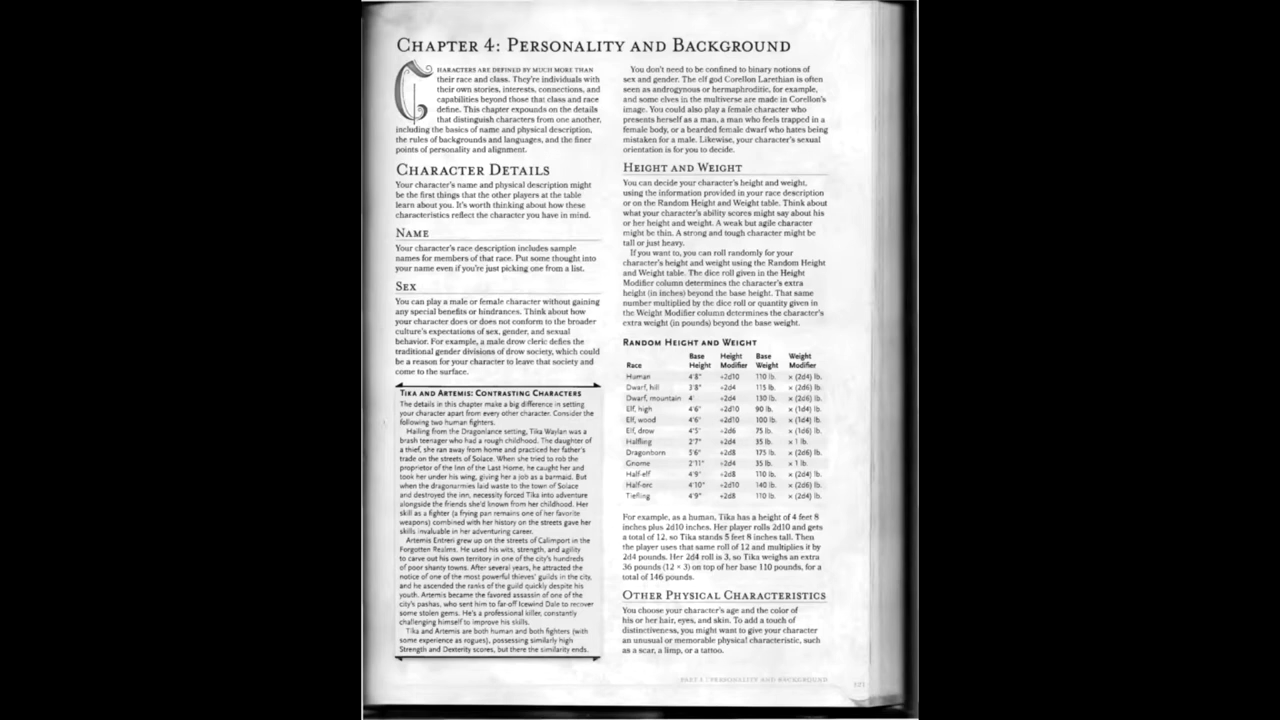 CHAPTER 4: PERSONALITY AND BACKGROUND
CHARACTERS ARE DEFINED BY MUCH MORE THAN
their race and class. They're individuals with
their own stories, interests, connections, and
capabilities beyond those that class and race
define. This chapter expounds on the details
that distinguish characters from one another,
including the basics of name and physical description,
the rules of backgrounds and languages, and the finer
points of personality and alignment.
CHARACTER DETAILS
Your character's name and physical description might
be the first things that the other players at the table
learn about you. It's worth thinking about how these
characteristics reflect the character you have in mind.
NAME
Your character's race description includes sample
names for members of that race. Put some thought into
your name even if you're just picking one from a list.
SEX
You can play a male or female character without gaining
any special benefits or hindrances. Think about how
your character does or does not conform to the broader
culture's expectations of sex, gender, and sexual
behavior. For example, a male drow cleric defies the
traditional gender divisions of drow society, which could
be a reason for your character to leave that society and
come to the surface.
TIKA AND ARTEMIS: CONTRASTING CHARACTERS
The details in this chapter make a big difference in setting
your character apart from every other character. Consider the
following two human fighters.
Hailing from the Dragonlance setting, Tika Waylan was a
brash teenager who had a rough childhood. The daughter of
a thief, she ran away from home and practiced her father's
trade on the streets of Solace. When she tried to rob the
proprietor of the Inn of the Last Home, he caught her and
took her under his wing, giving her a job as a barmaid. But
when the dragonarmies laid waste to the town of Solace
and destroyed the inn, necessity forced Tika into adventure
alongside the friends she'd known from her childhood. Her
skill as a fighter (a frying pan remains one of her favorite
weapons) combined with her history on the streets gave her
skills invaluable in her adventuring career.
Artemis Entreri grew up on the streets of Calimport in the
Forgotten Realms. He used his wits, strength, and agility
to carve out his own territory in one of the city's hundreds
of poor shanty towns. After several years, he attracted the
notice of one of the most powerful thieves' guilds in the city,
and he ascended the ranks of the guild quickly despite his
youth. Artemis became the favored assassin of one of the
city's pashas, who sent him to far-off Icewind Dale to recover
some stolen gems. He's a professional killer, constantly
challenging himself to improve his skills.
Tika and Artemis are both human and both fighters (with
some experience as rogues), possessing similarly high
Strength and Dexterity scores, but there the similarity ends.
You don't need to be confined to binary notions of
sex and gender. The elf god Corellon Larethian is often
seen as androgynous or hermaphroditic, for example,
and some elves in the multiverse are made in Corellon's
image. You could also play a female character who
presents herself as a man, a man who feels trapped in a
female body, or a bearded female dwarf who hates being
mistaken for a male. Likewise, your character's sexual
orientation is for you to decide.
HEIGHT AND WEIGHT
You can decide your character's height and weight,
using the information provided in your race description
or on the Random Height and Weight table. Think about
what your character's ability scores might say about his
or her height and weight. A weak but agile character
might be thin. A strong and tough character might be
tall or just heavy.
If you want to, you can roll randomly for your
character's height and weight using the Random Height
and Weight table. The dice roll given in the Height
Modifier column determines the character's extra
height (in inches) beyond the base height. That same
number multiplied by the dice roll or quantity given in
the Weight Modifier column determines the character's
extra weight (in pounds) beyond the base weight.
RANDOM HEIGHT AND WEIGHT
Base Height Base Weight
Race Height Modifier Weight Modifier
Human 4'8" +2d10 110 lb. x (2d4) lb.
Dwarf, hill 3'8" +2d4 115 lb. x (2d6) lb.
Dwarf, mountain 4' +2d4 130 lb. x (2d6) lb.
Elf, high 4'6" +2d10 90 lb. x (1d4) lb.
Elf, wood 4'6" +2d10 100 lb. x (1d4) lb.
Elf, drow 4'5" +2d6 75 lb. x (1d6) lb.
Halfling 2'7" +2d4 35 lb. x 1 lb.
Dragonborn 5'6" +2d8 175 lb. x (2d6) lb.
Gnome 2'11" +2d4 35 lb. x 1 lb.
Half-elf 4'9" +2d8 110 lb. x (2d4) lb.
Half-orc 4'10" +2d10 140 lb. x (2d6) lb.
Tiefling 4'9" +2d8 110 lb. x (2d4) lb.
For example, as a human, Tika has a height of 4 feet 8
inches plus 2d10 inches. Her player rolls 2d10 and gets
a total of 12, so Tika stands 5 feet 8 inches tall. Then
the player uses that same roll of 12 and multiplies it by
2d4 pounds. Her 2d4 roll is 3, so Tika weighs an extra
36 pounds (12 × 3) on top of her base 110 pounds, for a
total of 146 pounds.
OTHER PHYSICAL CHARACTERISTICS
You choose your character's age and the color of
his or her hair, eyes, and skin. To add a touch of
distinctiveness, you might want to give your character
an unusual or memorable physical characteristic, such
as a scar, a limp, or a tattoo.
PERSONALITY AND BACKGROUND
121